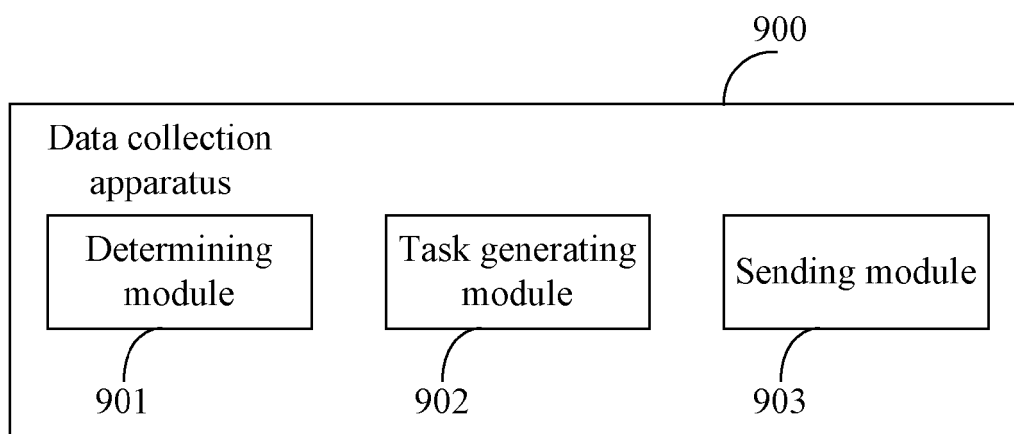 900
Data collection
apparatus
Determining
module
Task generating
module
Sending module
901
902
903